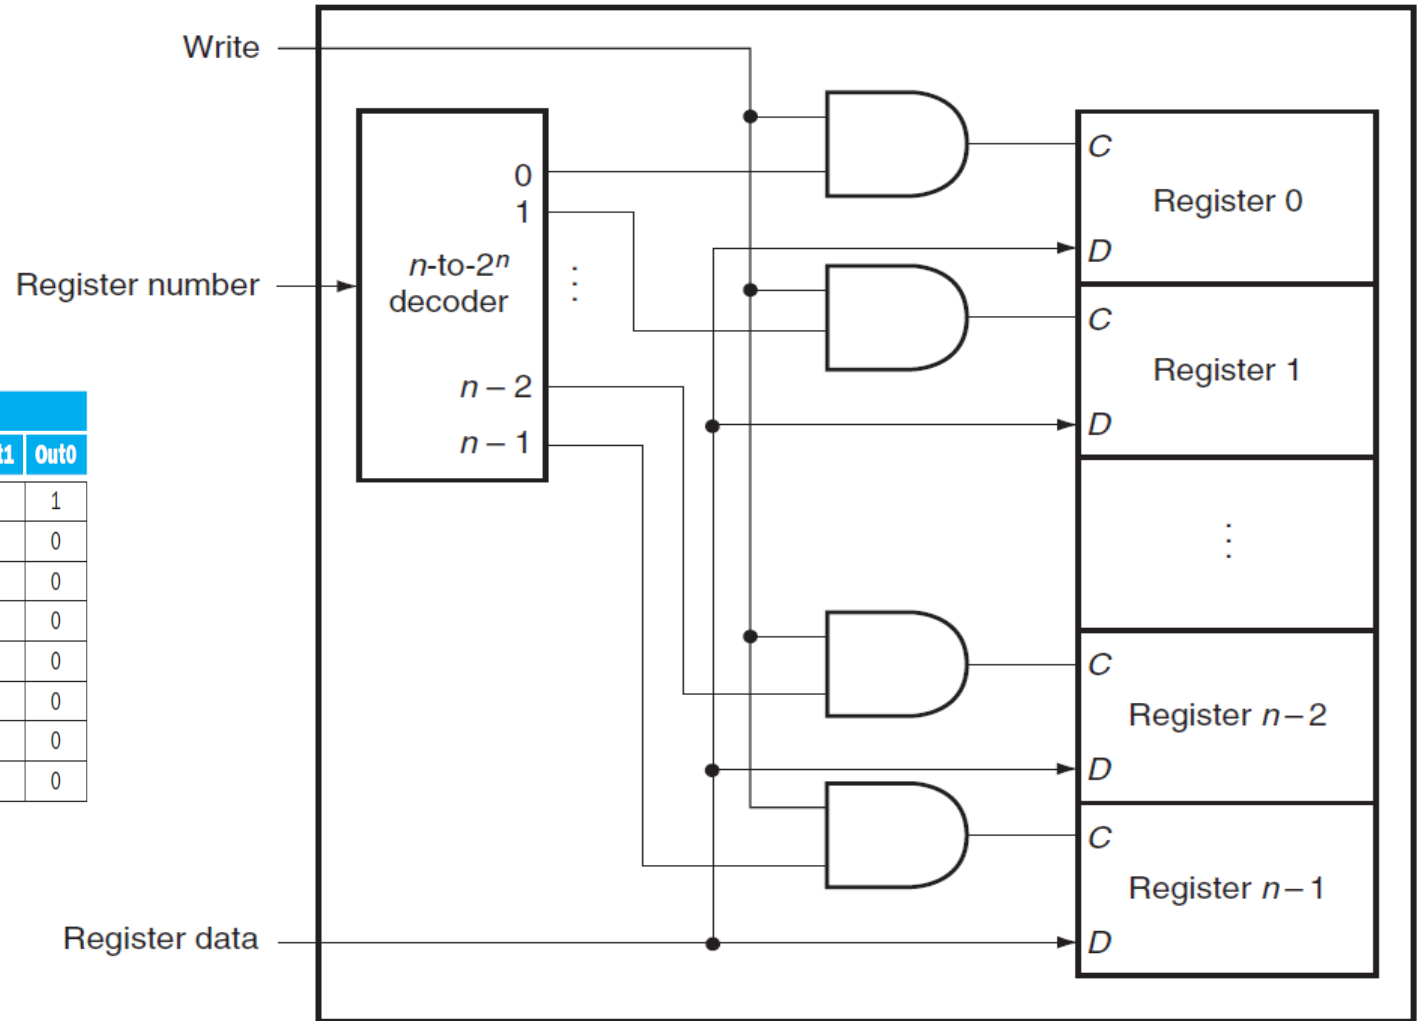 Write
0
1
n-to-2ⁿ
decoder
⋮
n – 2
n – 1
Register number
Register data
C
Register 0
D
C
Register 1
D
⋮
C
Register n – 2
D
C
Register n – 1
D
Out0
1
0
0
0
0
0
0
0